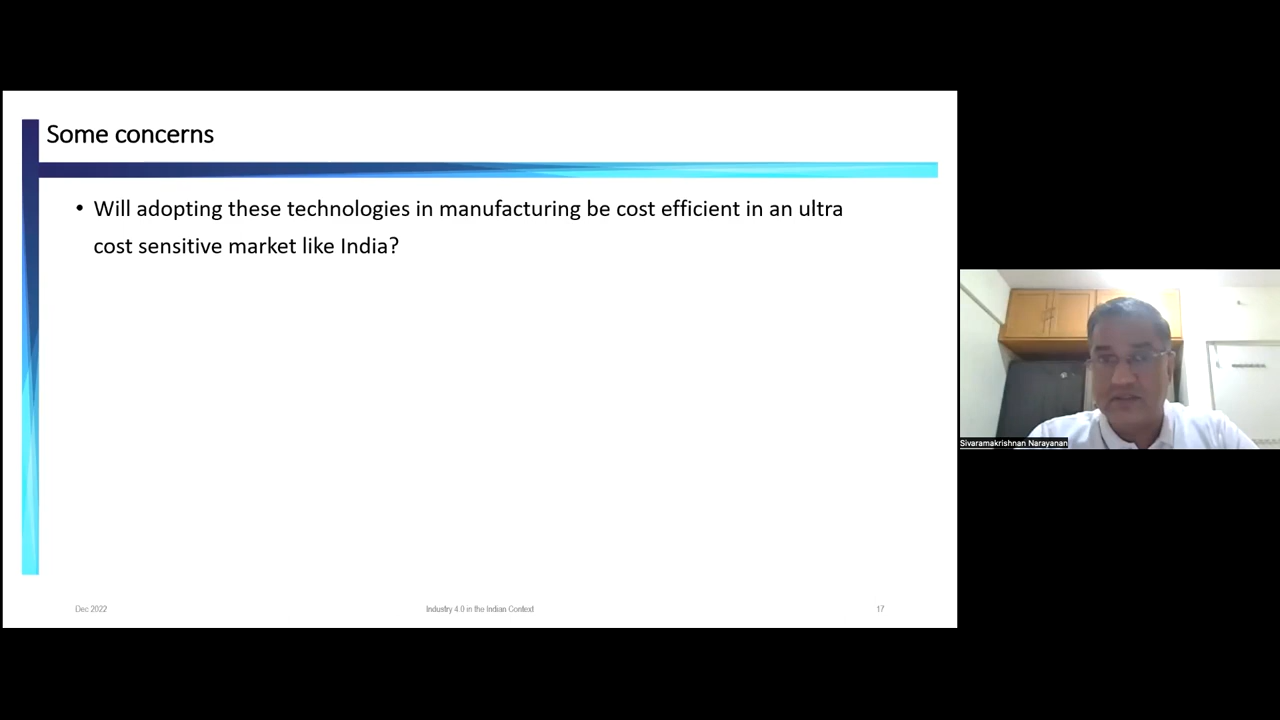 Some concerns
• Will adopting these technologies in manufacturing be cost efficient in an ultra
cost sensitive market like India?
Sivaramakrishnan Narayanan
Dec 2022
Industry 4.0 in the Indian Context
17